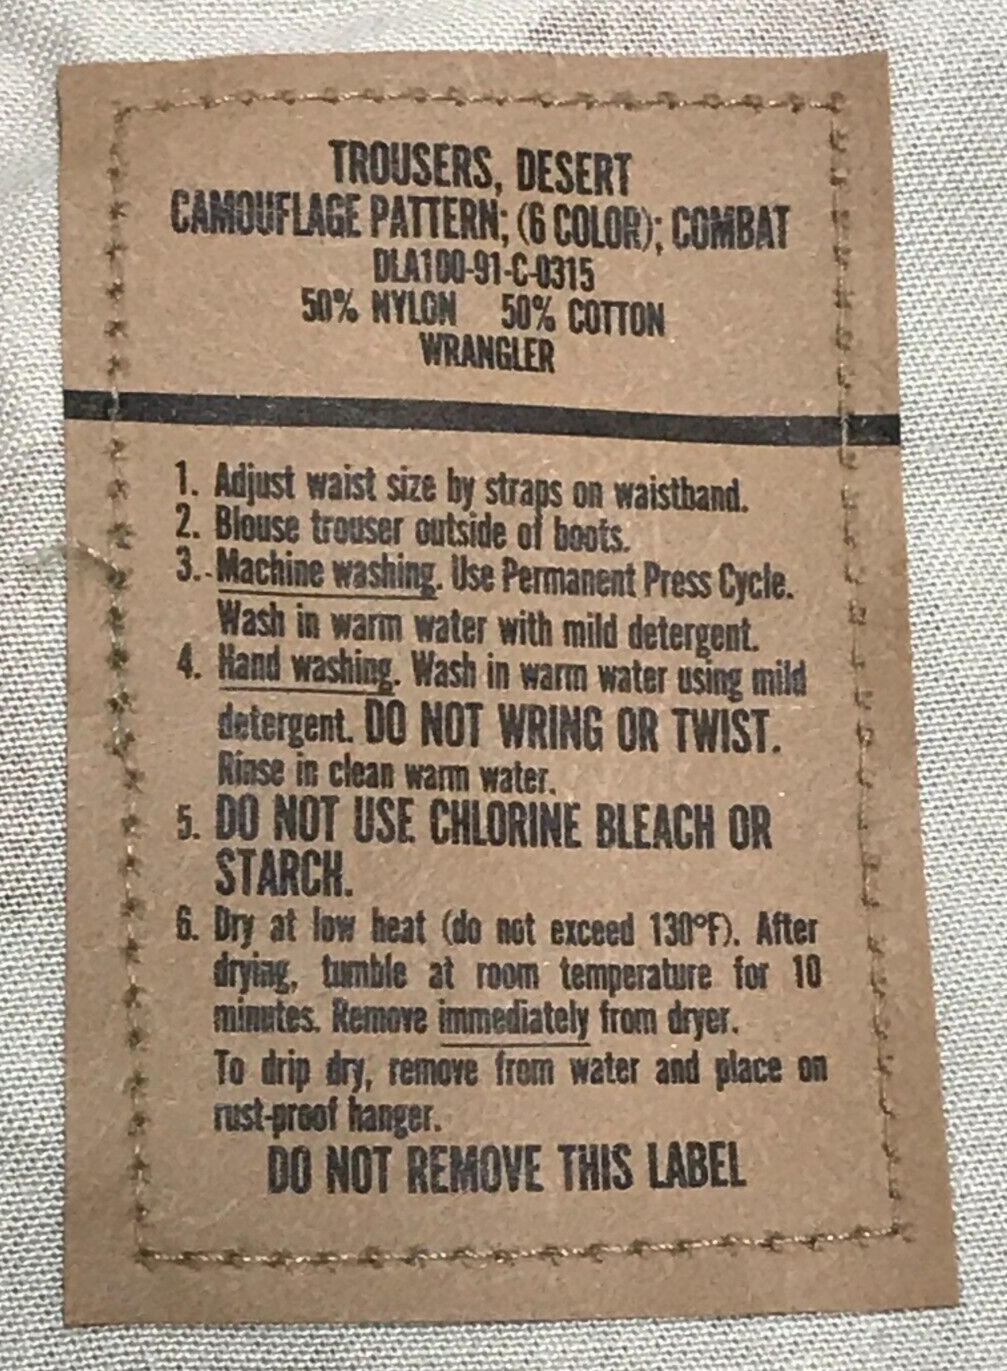 TROUSERS, DESERT
CAMOUFLAGE PATTERN; (6 COLOR); COMBAT
DLA100-91-C-0315
50% NYLON 50% COTTON
WRANGLER
1. Adjust waist size by straps on waistband.
2. Blouse trouser outside of boots.
3. Machine washing. Use Permanent Press Cycle.
Wash in warm water with mild detergent.
4. Hand washing. Wash in warm water using mild
detergent. DO NOT WRING OR TWIST.
Rinse in clean warm water.
5. DO NOT USE CHLORINE BLEACH OR
STARCH.
6. Dry at low heat (do not exceed 130°F). After
drying, tumble at room temperature for 10
minutes. Remove immediately from dryer.
To drip dry, remove from water and place on
rust-proof hanger.
DO NOT REMOVE THIS LABEL